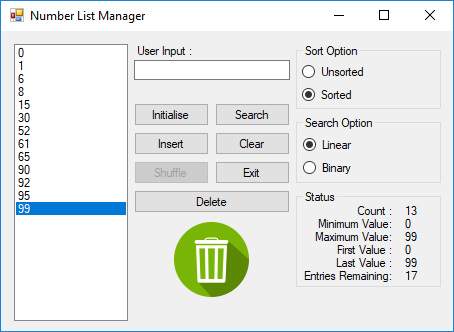 Number List Manager
0
1
6
8
15
30
52
61
65
90
92
95
99
User Input :
Initialise
Search
Insert
Clear
Shuffle
Exit
Delete
Sort Option
Unsorted
Sorted
Search Option
Linear
Binary
Status
Count : 13
Minimum Value: 0
Maximum Value: 99
First Value : 0
Last Value : 99
Entries Remaining: 17